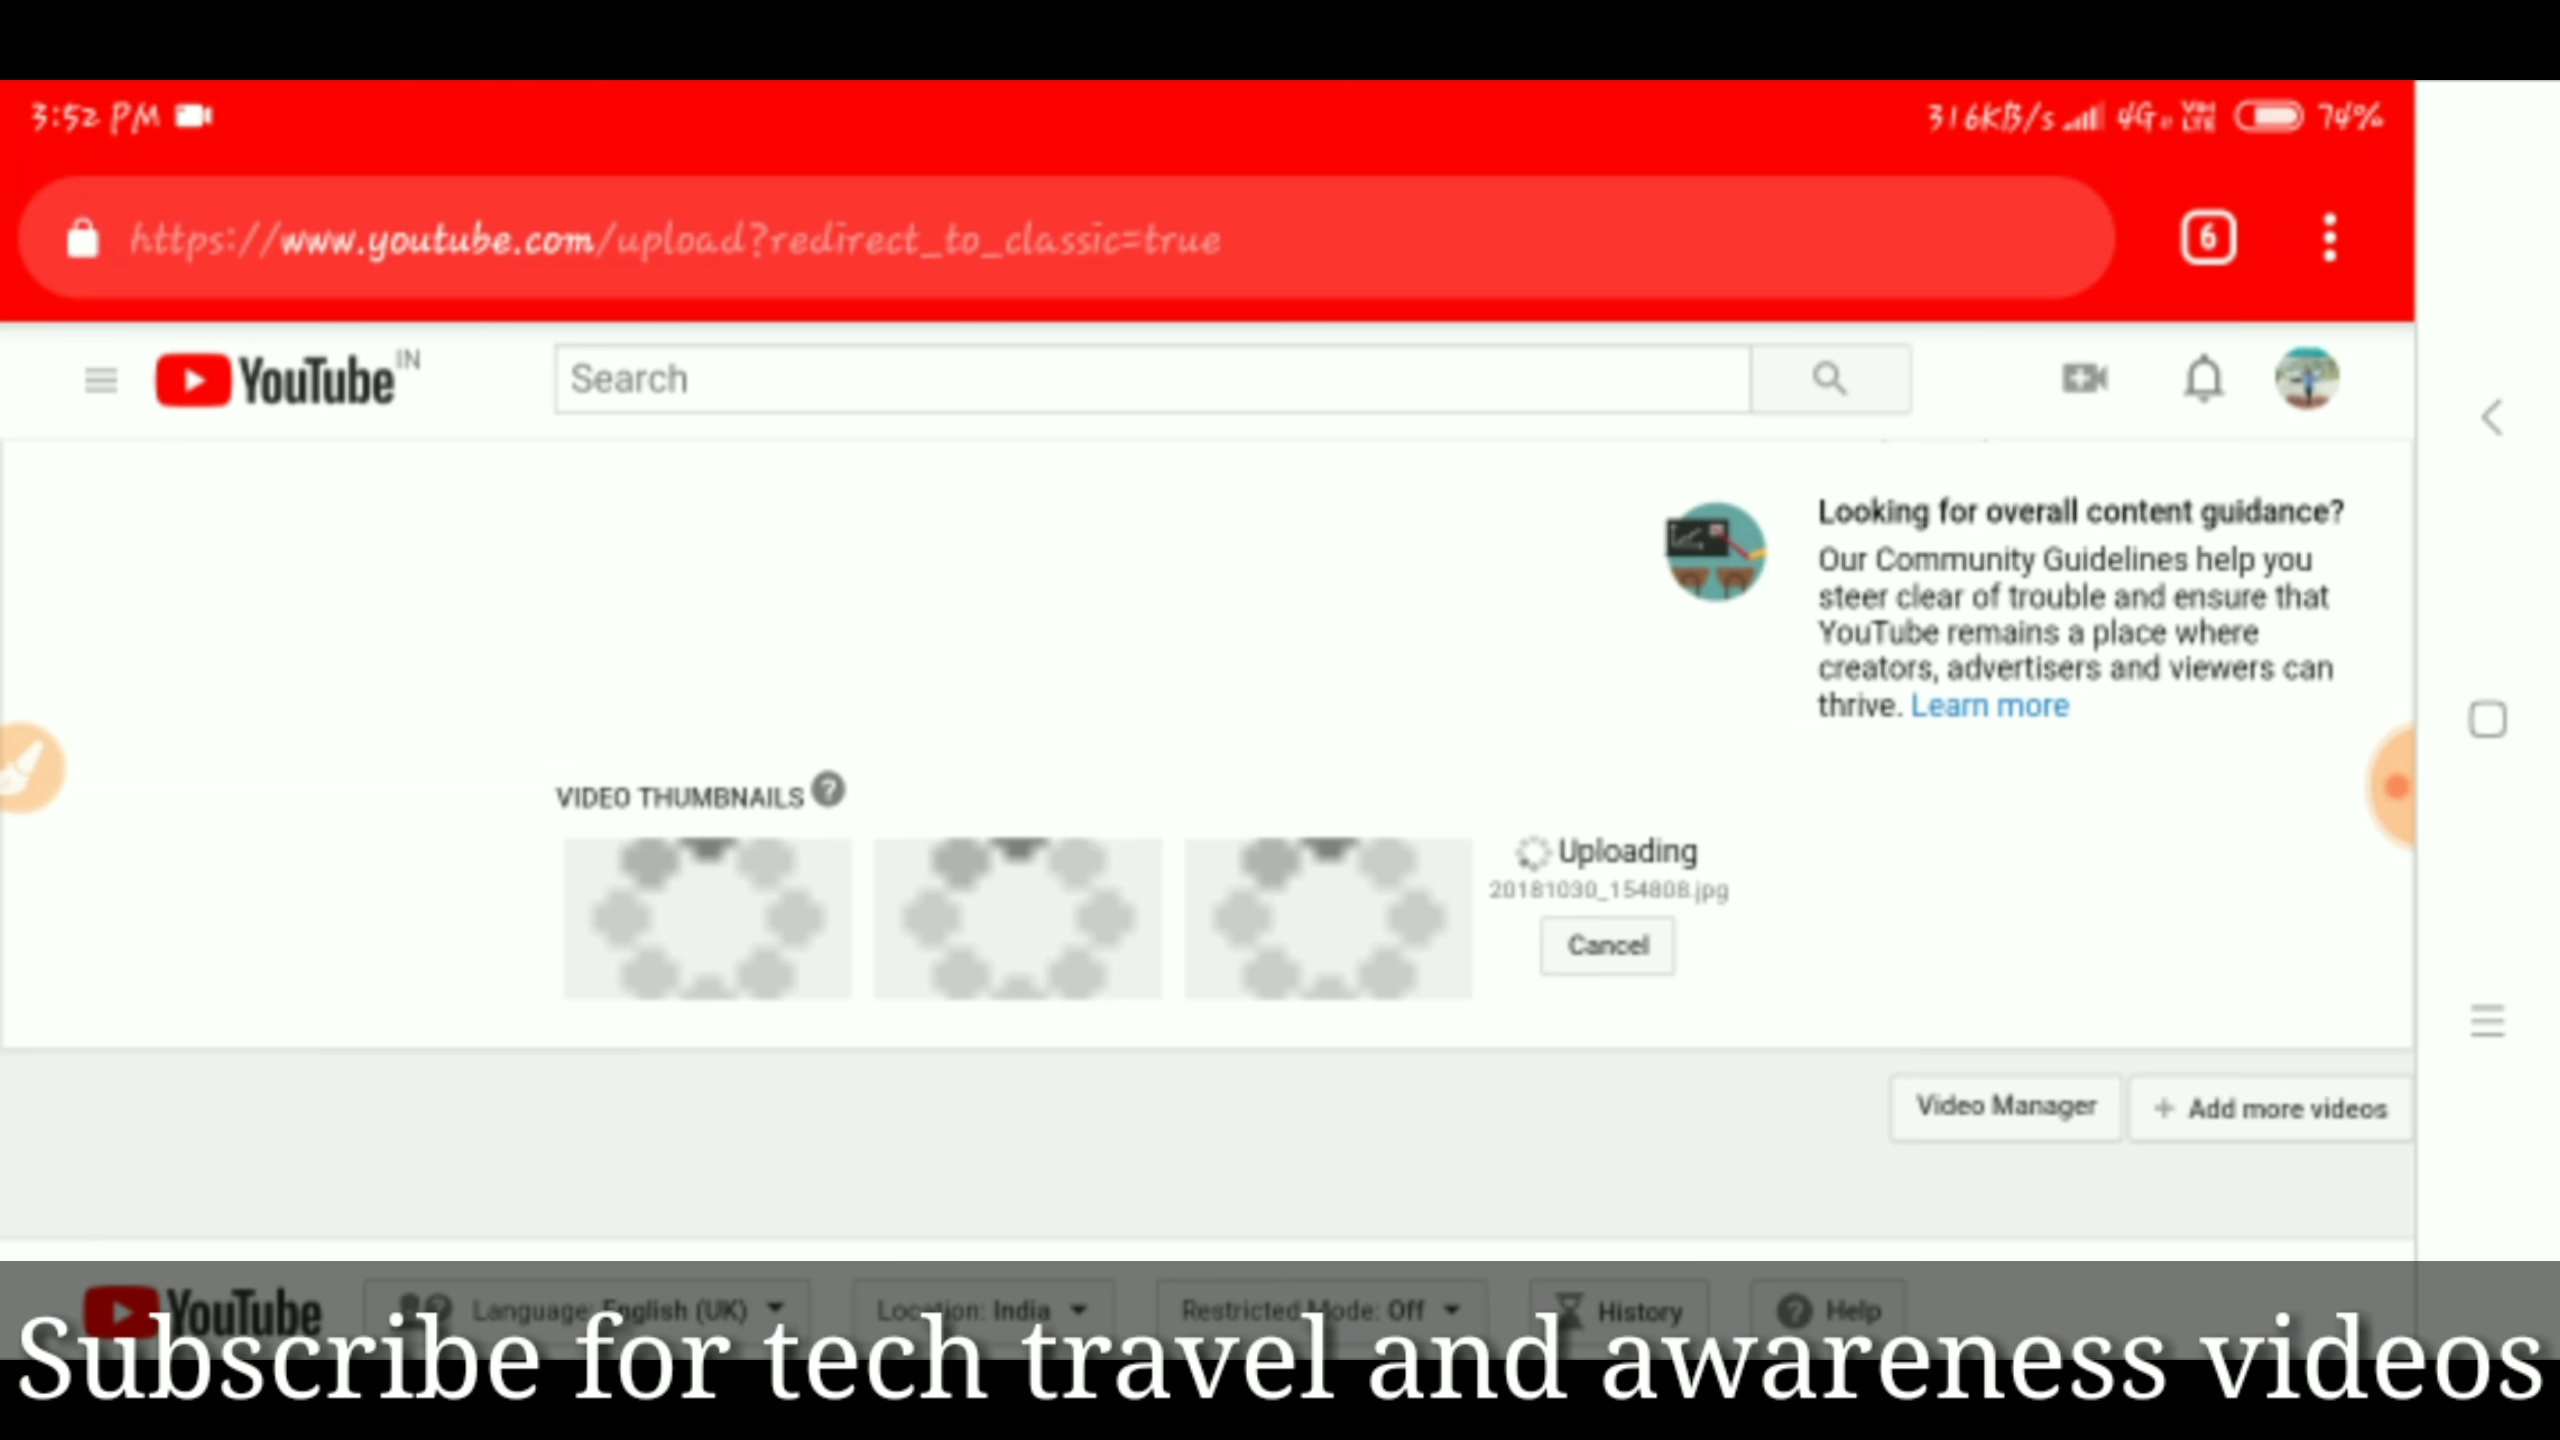 3:52 PM
316KB/s 4G VoLTE 74%
https://www.youtube.com/upload?redirect_to_classic=true
6
YouTube IN
Search
Looking for overall content guidance?
Our Community Guidelines help you
steer clear of trouble and ensure that
YouTube remains a place where
creators, advertisers and viewers can
thrive. Learn more
VIDEO THUMBNAILS ?
Uploading
20181030_154808.jpg
Cancel
Video Manager
+ Add more videos
YouTube
Language: English (UK)
Location: India
Restricted Mode: Off
History
? Help
Subscribe for tech travel and awareness videos